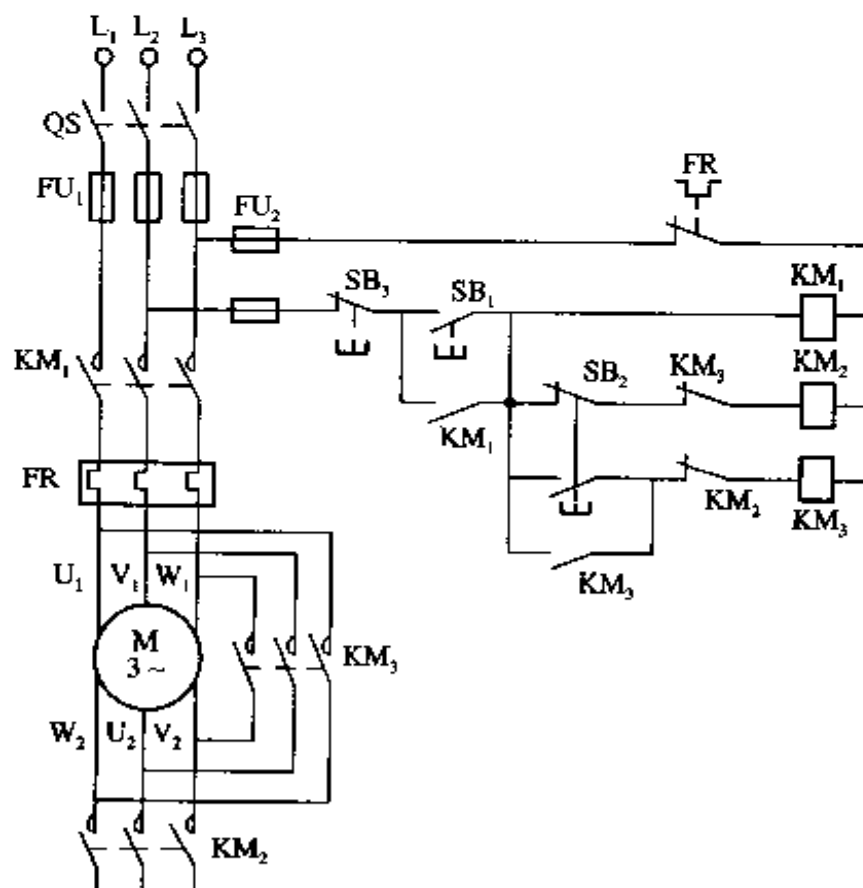 L₁ L₂ L₃
QS
FR
FU₁
FU₂
SB₃
SB₁
KM₁
KM₂
KM₁
SB₂
KM₃
KM₁
FR
KM₂
KM₃
U₁ V₁ W₁
KM₃
M
3~
KM₃
W₂ U₂ V₂
KM₂